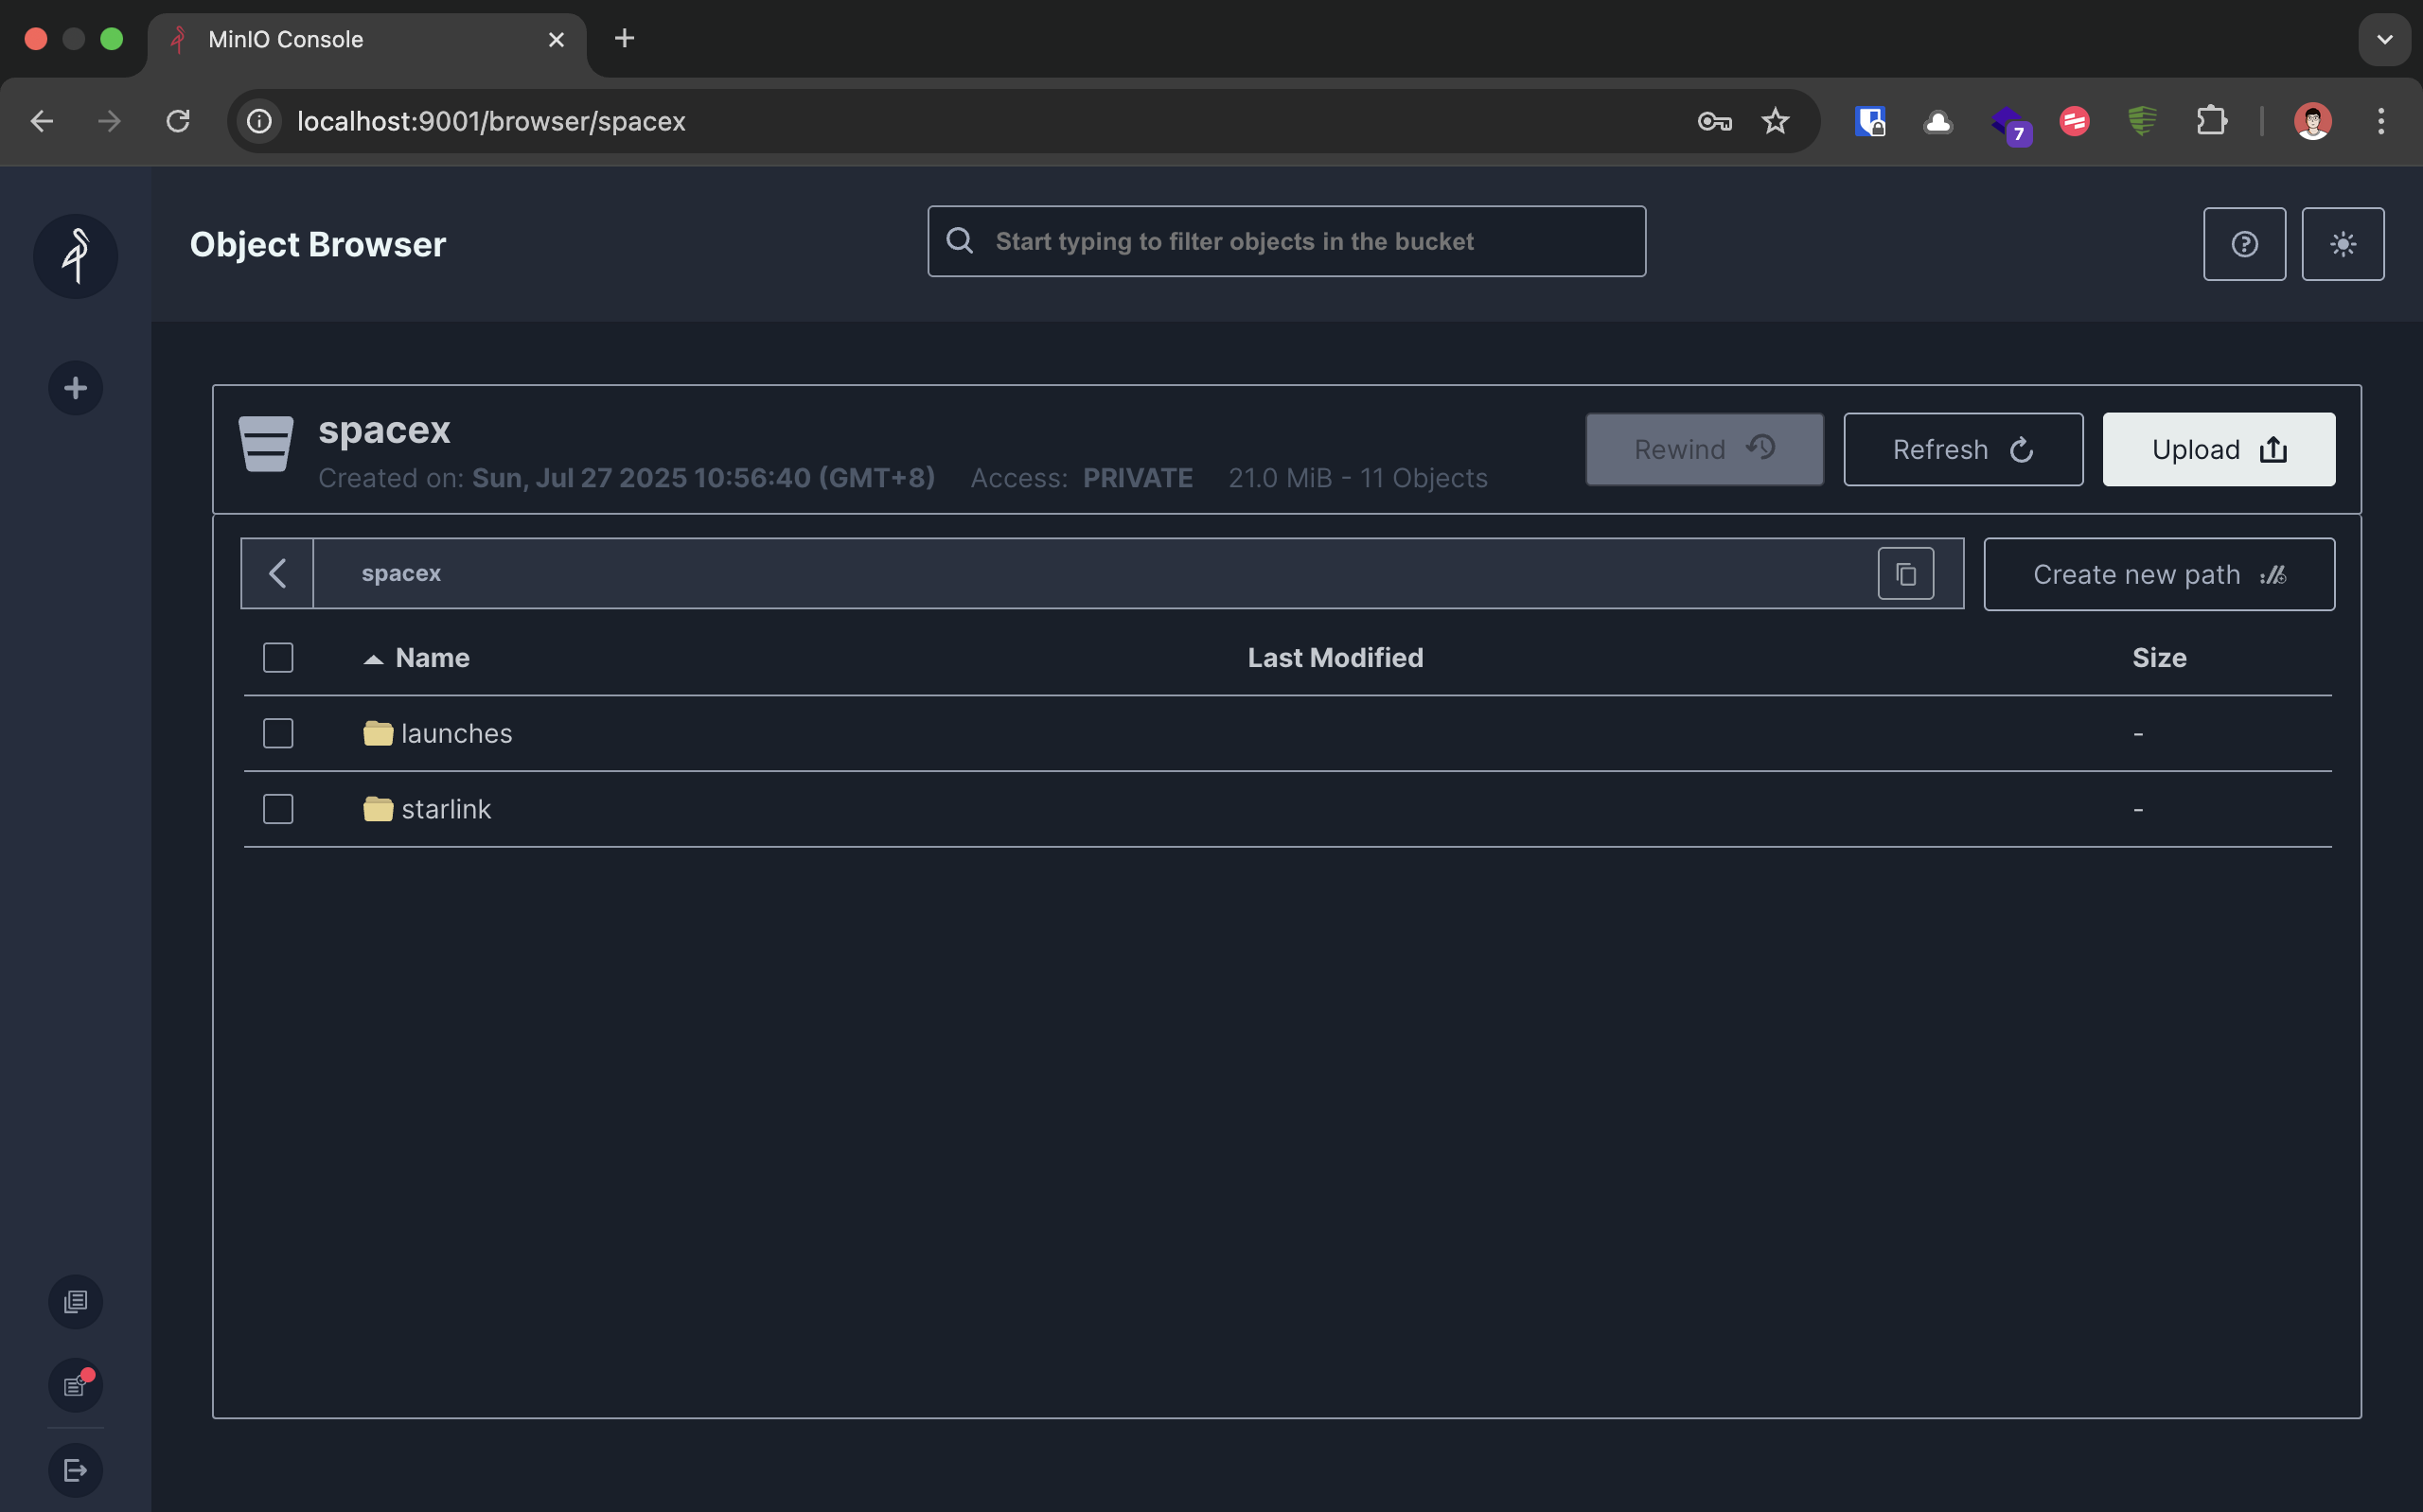 MinIO Console
localhost:9001/browser/spacex
7
Object Browser
Start typing to filter objects in the bucket
spacex
Created on: Sun, Jul 27 2025 10:56:40 (GMT+8) Access: PRIVATE 21.0 MiB - 11 Objects
Rewind
Refresh
Upload
spacex
Create new path
Name Last Modified Size
launches -
starlink -